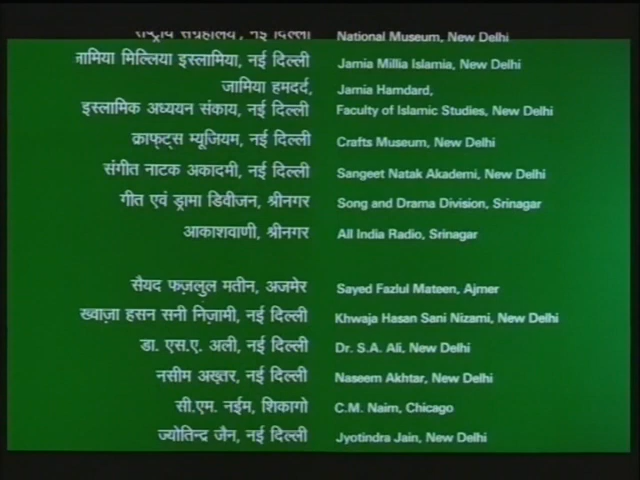 राष्ट्रीय संग्रहालय, नई दिल्ली National Museum, New Delhi
जामिया मिल्लिया इस्लामिया, नई दिल्ली Jamia Millia Islamia, New Delhi
जामिया हमदर्द, Jamia Hamdard,
इस्लामिक अध्ययन संकाय, नई दिल्ली Faculty of Islamic Studies, New Delhi
क्राफ्ट्स म्यूजियम, नई दिल्ली Crafts Museum, New Delhi
संगीत नाटक अकादमी, नई दिल्ली Sangeet Natak Akademi, New Delhi
गीत एवं ड्रामा डिवीजन, श्रीनगर Song and Drama Division, Srinagar
आकाशवाणी, श्रीनगर All India Radio, Srinagar
सैयद फज़लुल मतीन, अजमेर Sayed Fazlul Mateen, Ajmer
ख्वाज़ा हसन सनी निज़ामी, नई दिल्ली Khwaja Hasan Sani Nizami, New Delhi
डा. एस.ए. अली, नई दिल्ली Dr. S.A. Ali, New Delhi
नसीम अख़्तर, नई दिल्ली Naseem Akhtar, New Delhi
सी.एम. नईम, शिकागो C.M. Naim, Chicago
ज्योतिन्द्र जैन, नई दिल्ली Jyotindra Jain, New Delhi